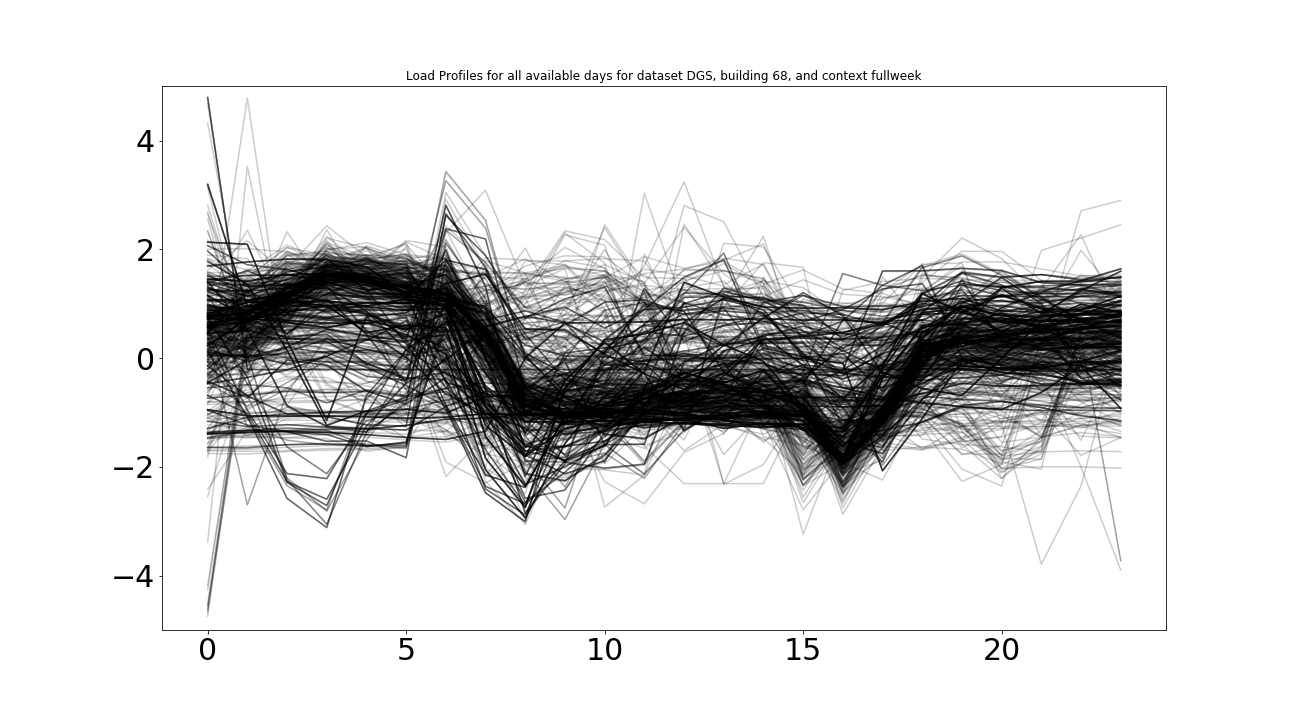 Load Profiles for all available days for dataset DGS, building 68, and context fullweek
4
2
0
−2
−4
0 5 10 15 20